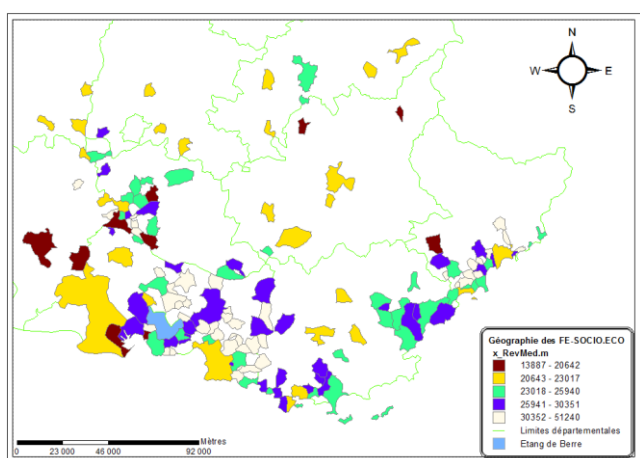 N
W E
S
Géographie des FE-SOCIO.ECO
x_RevMed.m
13887 - 20642
20643 - 23017
23018 - 25940
25941 - 30351
30352 - 51240
Limites départementales
Etang de Berre
Mètres
0 23 000 46 000 92 000